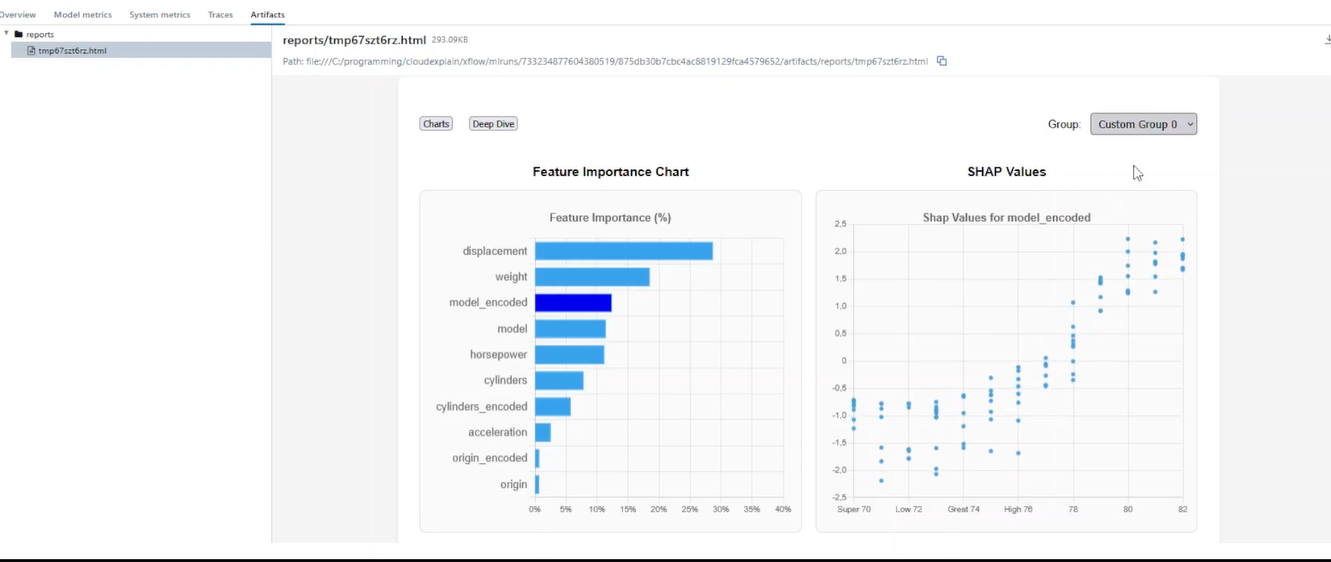 Overview Model metrics System metrics Traces Artifacts
reports
tmp67szt6rz.html
reports/tmp67szt6rz.html 293.09KB
Path: file:///C:/programming/cloudexplain/xflow/mlruns/733234877604380519/875db30b7cbc4ac8819129fca4579652/artifacts/reports/tmp67szt6rz.html
Charts Deep Dive Group: Custom Group 0
Feature Importance Chart
Feature Importance (%)
displacement
weight
model_encoded
model
horsepower
cylinders
cylinders_encoded
acceleration
origin_encoded
origin
0% 5% 10% 15% 20% 25% 30% 35% 40%
SHAP Values
Shap Values for model_encoded
2,5
2,0
1,5
1,0
0,5
0
-0,5
-1,0
-1,5
-2,0
-2,5
Super 70 Low 72 Great 74 High 76 78 80 82